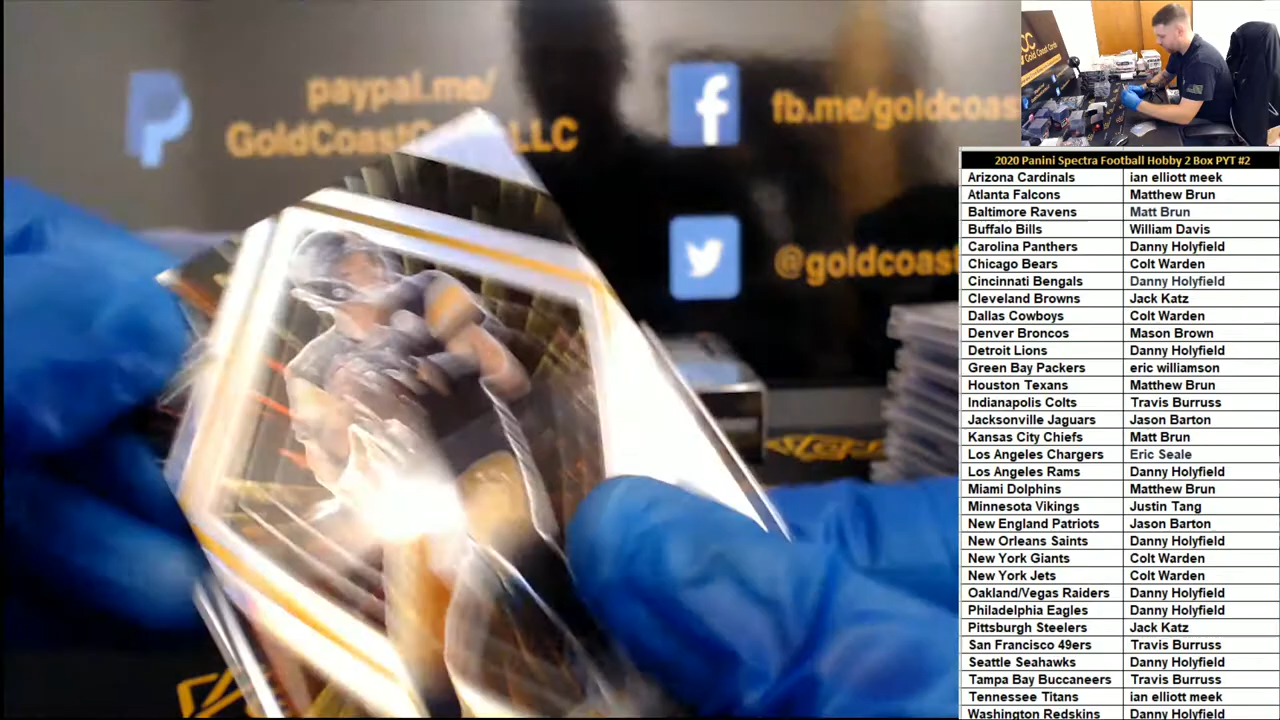 paypal.me/
GoldCoastC LLC
fb.me/goldcoas
@goldcoast
Gold Coast Cards
2020 Panini Spectra Football Hobby 2 Box PYT #2
Arizona Cardinals ian elliott meek
Atlanta Falcons Matthew Brun
Baltimore Ravens Matt Brun
Buffalo Bills William Davis
Carolina Panthers Danny Holyfield
Chicago Bears Colt Warden
Cincinnati Bengals Danny Holyfield
Cleveland Browns Jack Katz
Dallas Cowboys Colt Warden
Denver Broncos Mason Brown
Detroit Lions Danny Holyfield
Green Bay Packers eric williamson
Houston Texans Matthew Brun
Indianapolis Colts Travis Burruss
Jacksonville Jaguars Jason Barton
Kansas City Chiefs Matt Brun
Los Angeles Chargers Eric Seale
Los Angeles Rams Danny Holyfield
Miami Dolphins Matthew Brun
Minnesota Vikings Justin Tang
New England Patriots Jason Barton
New Orleans Saints Danny Holyfield
New York Giants Colt Warden
New York Jets Colt Warden
Oakland/Vegas Raiders Danny Holyfield
Philadelphia Eagles Danny Holyfield
Pittsburgh Steelers Jack Katz
San Francisco 49ers Travis Burruss
Seattle Seahawks Danny Holyfield
Tampa Bay Buccaneers Travis Burruss
Tennessee Titans ian elliott meek
Washington Redskins Danny Holyfield